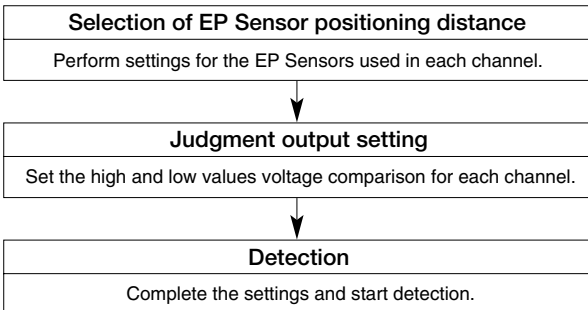 Selection of EP Sensor positioning distance
Perform settings for the EP Sensors used in each channel.
Judgment output setting
Set the high and low values voltage comparison for each channel.
Detection
Complete the settings and start detection.